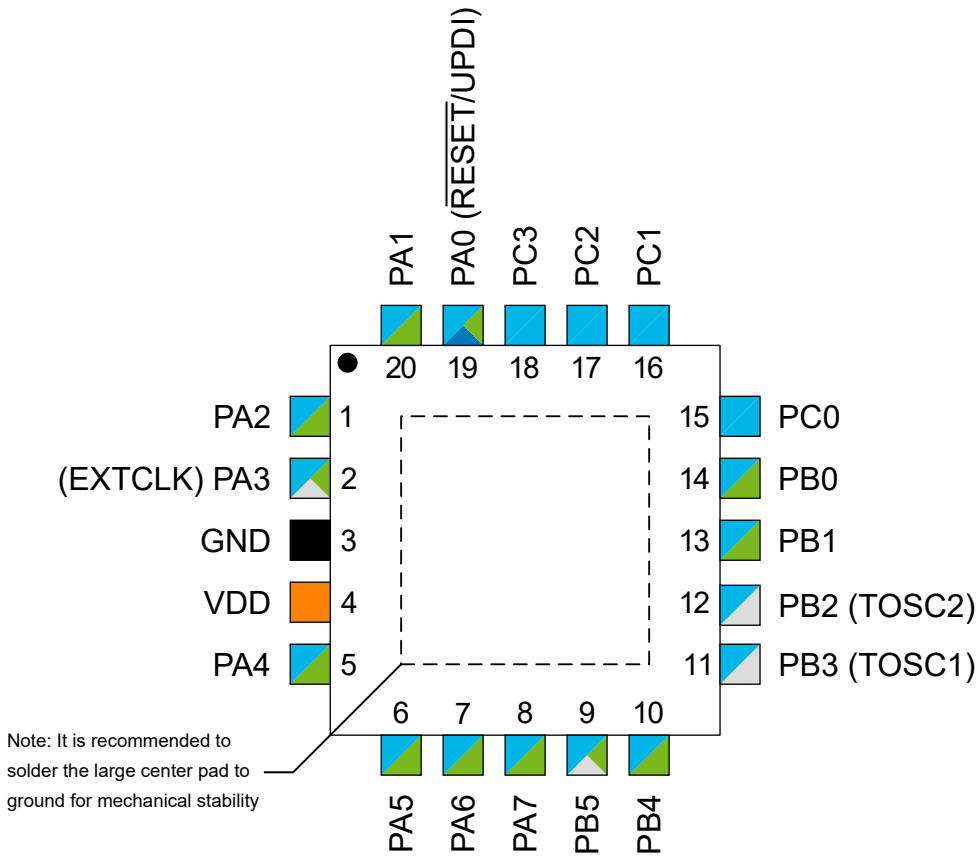 PA1
PA0 (RESET/UPDI)
PC3
PC2
PC1
20
19
18
17
16
PA2
1
(EXTCLK) PA3
2
GND
3
VDD
4
PA4
5
15
PC0
14
PB0
13
PB1
12
PB2 (TOSC2)
11
PB3 (TOSC1)
6
7
8
9
10
PA5
PA6
PA7
PB5
PB4
Note: It is recommended to
solder the large center pad to
ground for mechanical stability